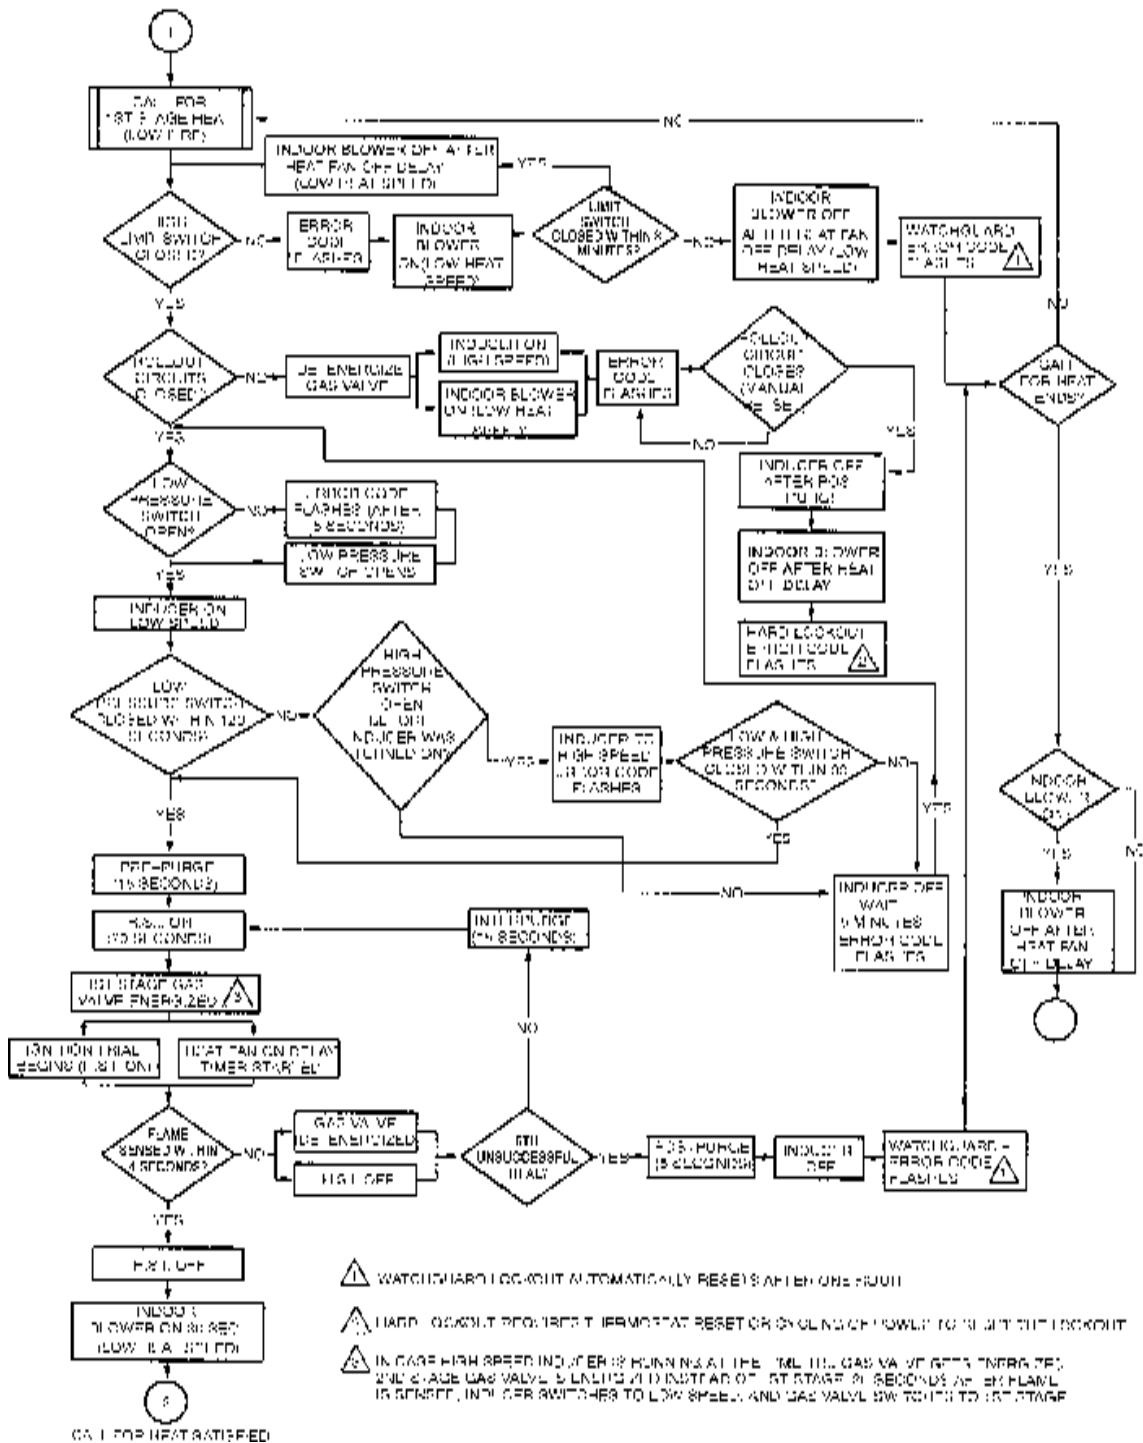 1
CALL FOR
1ST STAGE HEAT
(LOW FIRE)
NO
INDOOR BLOWER OFF AFTER
HEAT FAN OFF DELAY
(LOW HEAT SPEED)
YES
HIGH
LIMIT SWITCH
CLOSED?
NO
ERROR
CODE
FLASHES
INDOOR
BLOWER
ON(LOW HEAT
SPEED)
LIMIT
SWITCH
CLOSED WITHIN 3
MINUTES?
NO
INDOOR
BLOWER OFF
AFTER HEAT FAN
OFF DELAY (LOW
HEAT SPEED)
WATCHGUARD
ERROR CODE
FLASHES
1
YES
NO
ROLLOUT
CIRCUITS
CLOSED?
NO
DE-ENERGIZE
GAS VALVE
INDUCER ON
(HIGH SPEED)
INDOOR BLOWER
ON (LOW HEAT
SPEED)
ERROR
CODE
FLASHES
ROLLOUT
CIRCUIT
CLOSES
(MANUAL
RESET)
NO
YES
CALL
FOR HEAT
ENDS?
YES
LOW
PRESSURE
SWITCH
OPEN?
NO
ERROR CODE
FLASHES (AFTER
5 SECONDS)
LOW PRESSURE
SWITCH OPENS
INDUCER OFF
AFTER POST
PURGE
INDOOR BLOWER
OFF AFTER HEAT
OFF DELAY
HARD LOCKOUT
ERROR CODE
FLASHES
2
YES
YES
INDUCER ON
LOW SPEED
LOW
PRESSURE SWITCH
CLOSED WITHIN 120
SECONDS?
NO
HIGH
PRESSURE
SWITCH
OPEN
BEFORE
INDUCER WAS
TURNED ON?
YES
INDUCER TO
HIGH SPEED
ERROR CODE
FLASHES
LOW & HIGH
PRESSURE SWITCH
CLOSED WITHIN
SECONDS?
NO
YES
INDOOR
BLOWER
ON?
NO
YES
YES
YES
PRE-PURGE
(15 SECONDS)
NO
INDUCER OFF
WAIT
5 MINUTES
ERROR CODE
FLASHES
INDOOR
BLOWER
OFF AFTER
HEAT FAN
OFF DELAY
H.S.I. ON
(20 SECONDS)
INTERPURGE
SECONDS)
1ST STAGE GAS
VALVE ENERGIZED
3
NO
IGNITION TRIAL
BEGINS (H.S.I. ON)
HEAT FAN ON DELAY
TIMER STARTED
FLAME
SENSED WITHIN
4 SECONDS?
NO
GAS VALVE
(DE-ENERGIZED)
H.S.I. OFF
5TH
UNSUCCESSFUL
TRIAL?
YES
POST-PURGE
(5 SECONDS)
INDUCER
OFF
WATCHGUARD –
ERROR CODE
FLASHES
1
YES
H.S.I. OFF
INDOOR
BLOWER ON 30 SEC
(LOW HEAT SPEED)
2
CALL FOR HEAT SATISFIED
1 WATCHGUARD LOCKOUT AUTOMATICALLY RESETS AFTER ONE HOUR
2 HARD LOCKOUT REQUIRES THERMOSTAT RESET OR CYCLING OF POWER TO RESET THE LOCKOUT
3 IN CASE HIGH SPEED INDUCER IS RUNNING AT THE TIME THE GAS VALVE GETS ENERGIZED,
2ND STAGE GAS VALVE IS ENERGIZED INSTEAD OF 1ST STAGE. SECONDS AFTER FLAME
IS SENSED, INDUCER SWITCHES TO LOW SPEED, AND GAS VALVE SWITCHES TO 1ST STAGE